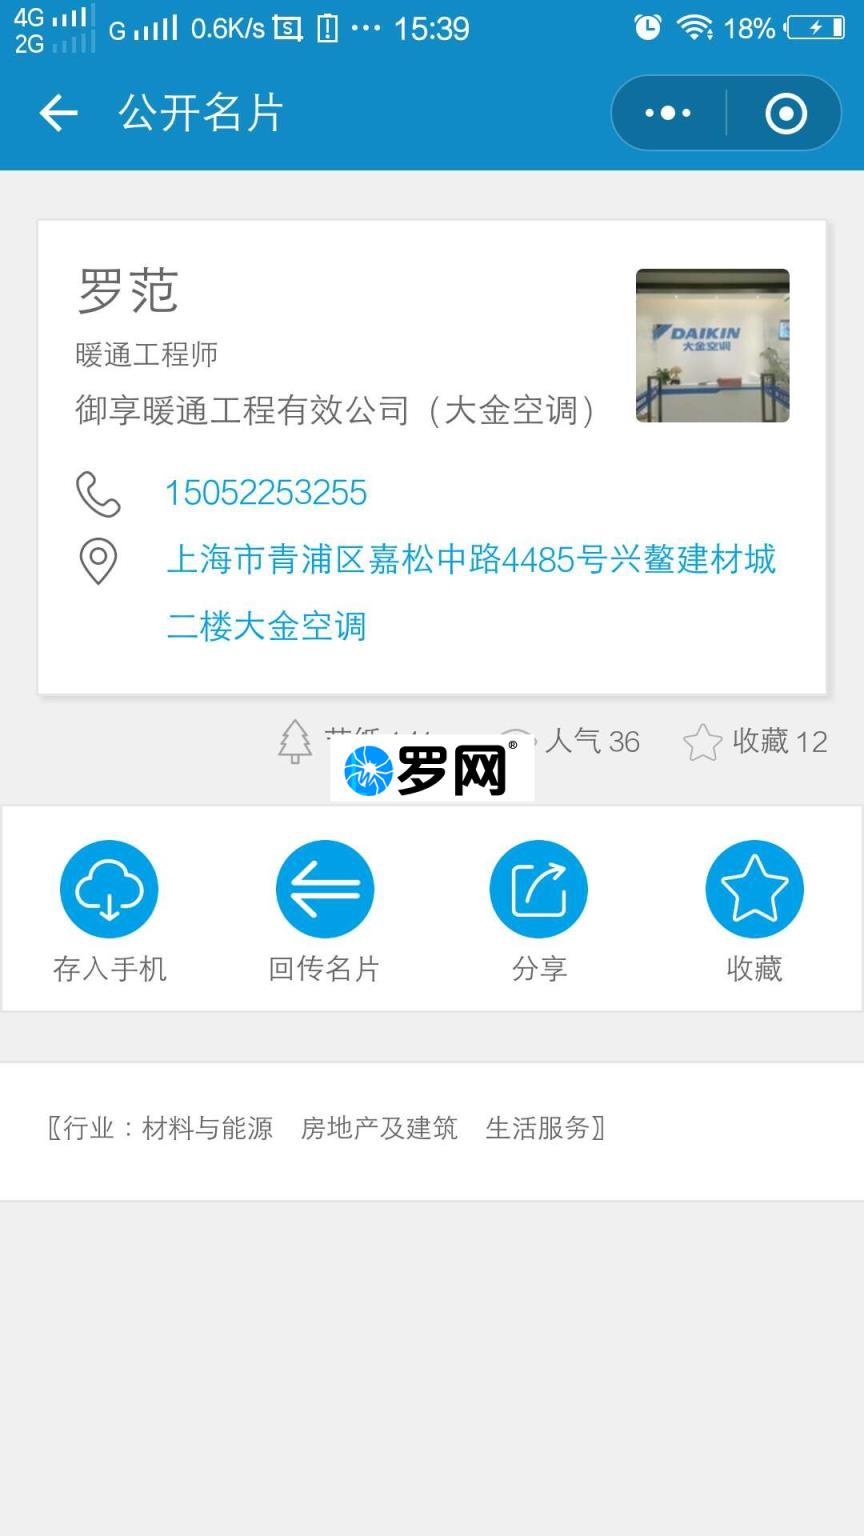 4G
2G
G
0.6K/s
15:39
18%
公开名片
罗范
暖通工程师
御享暖通工程有效公司（大金空调）
DAIKIN
大金空调
15052253255
上海市青浦区嘉松中路4485号兴鳌建材城
二楼大金空调
人气 36
收藏 12
罗网®
存入手机
回传名片
分享
收藏
〖行业：材料与能源 房地产及建筑 生活服务〗